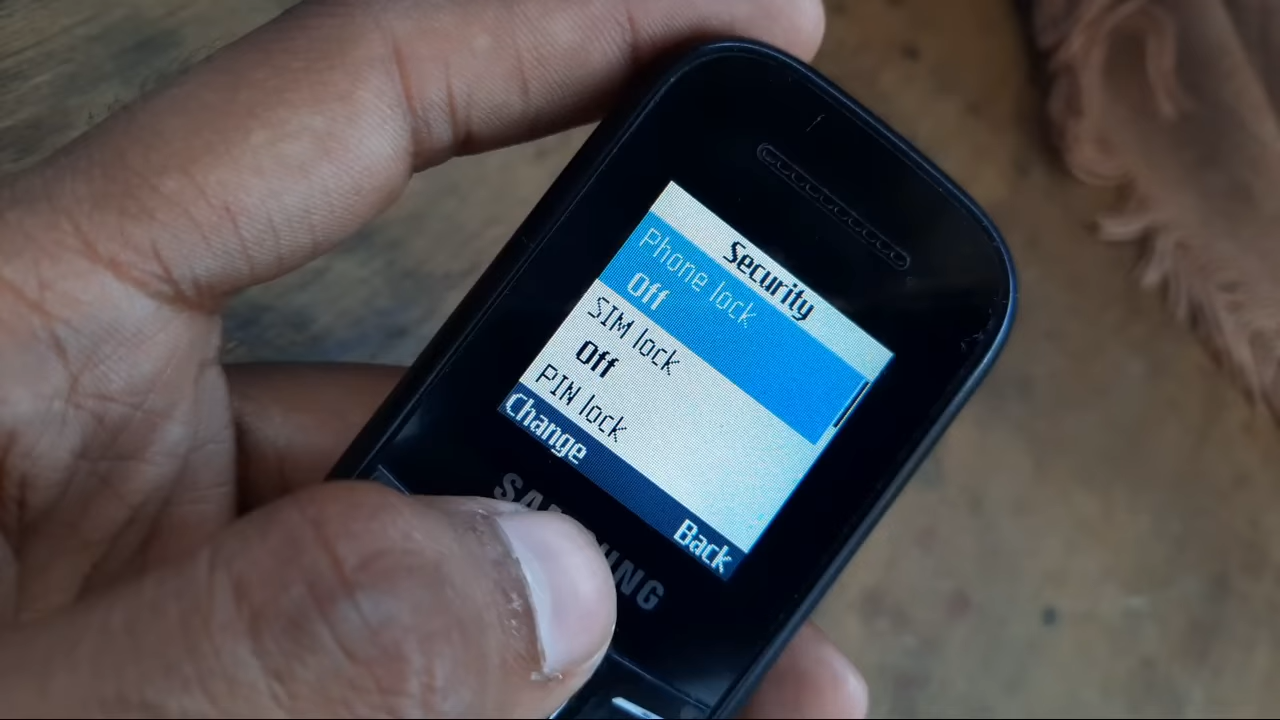 Security
Phone lock
Off
SIM lock
Off
PIN lock
Change
Back
SAMSUNG